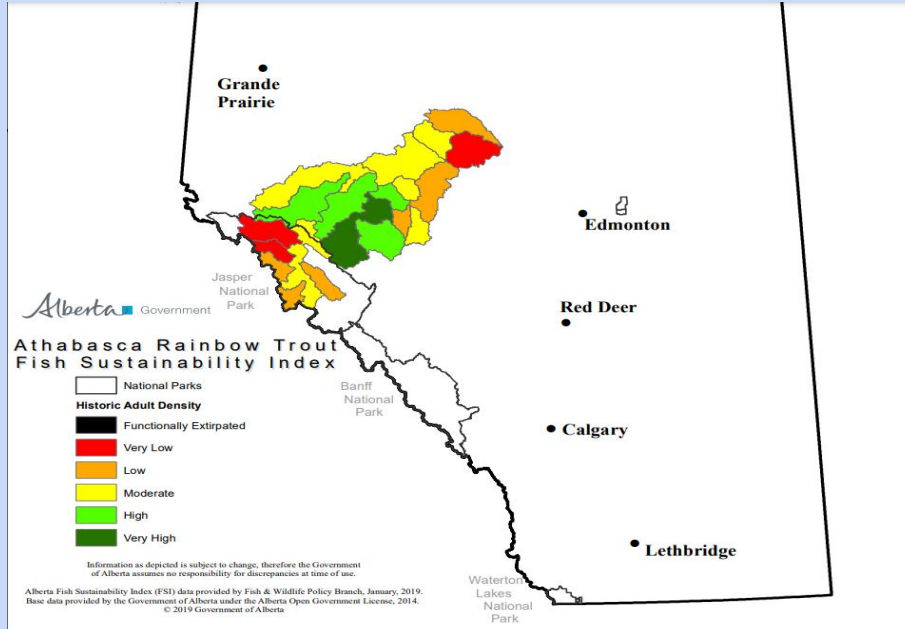 Grande
Prairie
Edmonton
Jasper
National
Park
Alberta Government
Red Deer
Athabasca Rainbow Trout
Fish Sustainability Index
National Parks
Historic Adult Density
Functionally Extirpated
Very Low
Low
Moderate
High
Very High
Banff
National
Park
Calgary
Lethbridge
Waterton
Lakes
National
Park
Information as depicted is subject to change, therefore the Government
of Alberta assumes no responsibility for discrepancies at time of use.
Alberta Fish Sustainability Index (FSI) data provided by Fish & Wildlife Policy Branch, January, 2019.
Base data provided by the Government of Alberta under the Alberta Open Government License, 2014.
© 2019 Government of Alberta